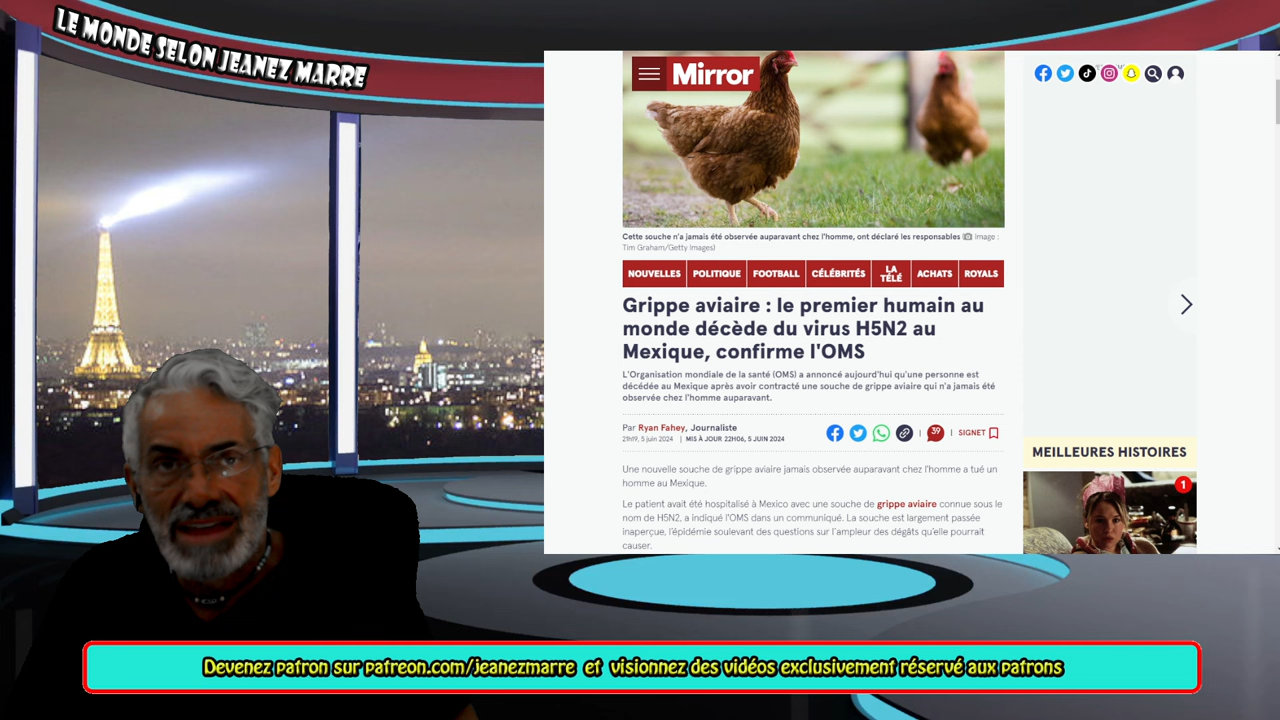 LE MONDE SELON JEANEZ MARRE
Mirror
Cette souche n'a jamais été observée auparavant chez l'homme, ont déclaré les responsables ( Image :
Tim Graham/Getty Images)
NOUVELLES
POLITIQUE
FOOTBALL
CÉLÉBRITÉS
LA
TÉLÉ
ACHATS
ROYALS
Grippe aviaire : le premier humain au
monde décède du virus H5N2 au
Mexique, confirme l'OMS
L'Organisation mondiale de la santé (OMS) a annoncé aujourd'hui qu'une personne est
décédée au Mexique après avoir contracté une souche de grippe aviaire qui n'a jamais été
observée chez l'homme auparavant.
Par Ryan Fahey, Journaliste
21h19, 5 juin 2024 | MIS À JOUR 22H06, 5 JUIN 2024
39
SIGNET
Une nouvelle souche de grippe aviaire jamais observée auparavant chez l'homme a tué un
homme au Mexique.
Le patient avait été hospitalisé à Mexico avec une souche de grippe aviaire connue sous le
nom de H5N2, a indiqué l'OMS dans un communiqué. La souche est largement passée
inaperçue, l'épidémie soulevant des questions sur l'ampleur des dégâts qu'elle pourrait
causer.
MEILLEURES HISTOIRES
1
Devenez patron sur patreon.com/jeanezmarre et visionnez des vidéos exclusivement réservé aux patrons